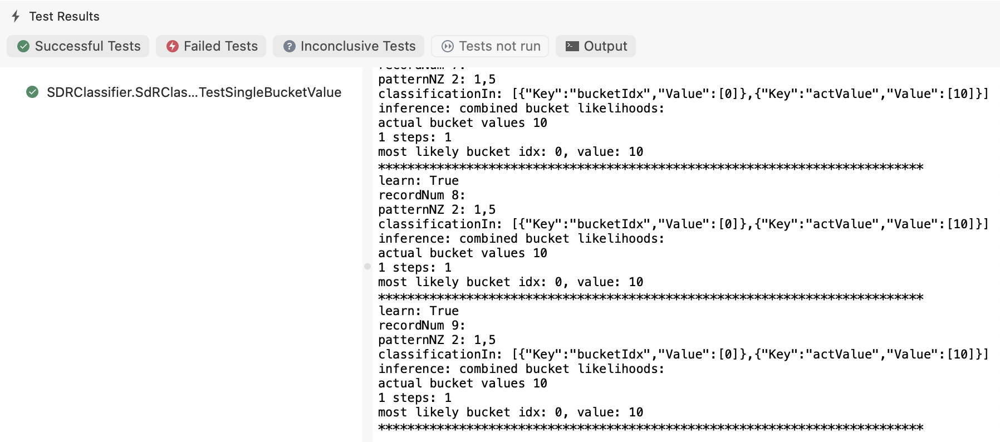 Test Results
Successful Tests
Failed Tests
Inconclusive Tests
Tests not run
Output
SDRClassifier.SdRClas...TestSingleBucketValue
recordNum 7:
patternNZ 2: 1,5
classificationIn: [{"Key":"bucketIdx","Value":[0]},{"Key":"actValue","Value":[10]}]
inference: combined bucket likelihoods:
actual bucket values 10
1 steps: 1
most likely bucket idx: 0, value: 10
**************************************************************************
learn: True
recordNum 8:
patternNZ 2: 1,5
classificationIn: [{"Key":"bucketIdx","Value":[0]},{"Key":"actValue","Value":[10]}]
inference: combined bucket likelihoods:
actual bucket values 10
1 steps: 1
most likely bucket idx: 0, value: 10
**************************************************************************
learn: True
recordNum 9:
patternNZ 2: 1,5
classificationIn: [{"Key":"bucketIdx","Value":[0]},{"Key":"actValue","Value":[10]}]
inference: combined bucket likelihoods:
actual bucket values 10
1 steps: 1
most likely bucket idx: 0, value: 10
**************************************************************************